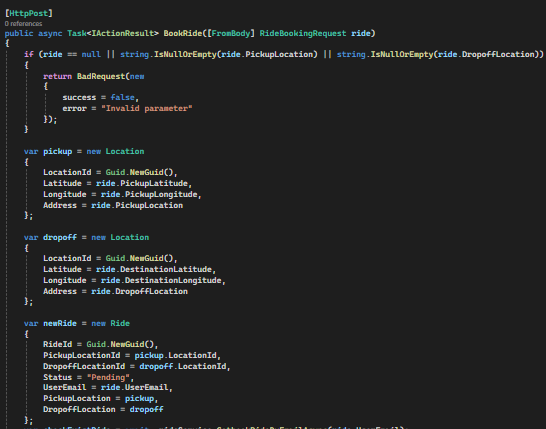 [HttpPost]
0 references
public async Task<IActionResult> BookRide([FromBody] RideBookingRequest ride)
{
    if (ride == null || string.IsNullOrEmpty(ride.PickupLocation) || string.IsNullOrEmpty(ride.DropoffLocation))
    {
        return BadRequest(new
        {
            success = false,
            error = "Invalid parameter"
        });
    }
    var pickup = new Location
    {
        LocationId = Guid.NewGuid(),
        Latitude = ride.PickupLatitude,
        Longitude = ride.PickupLongitude,
        Address = ride.PickupLocation
    };
    var dropoff = new Location
    {
        LocationId = Guid.NewGuid(),
        Latitude = ride.DestinationLatitude,
        Longitude = ride.DestinationLongitude,
        Address = ride.DropoffLocation
    };
    var newRide = new Ride
    {
        RideId = Guid.NewGuid(),
        PickupLocationId = pickup.LocationId,
        DropoffLocationId = dropoff.LocationId,
        Status = "Pending",
        UserEmail = ride.UserEmail,
        PickupLocation = pickup,
        DropoffLocation = dropoff
    };